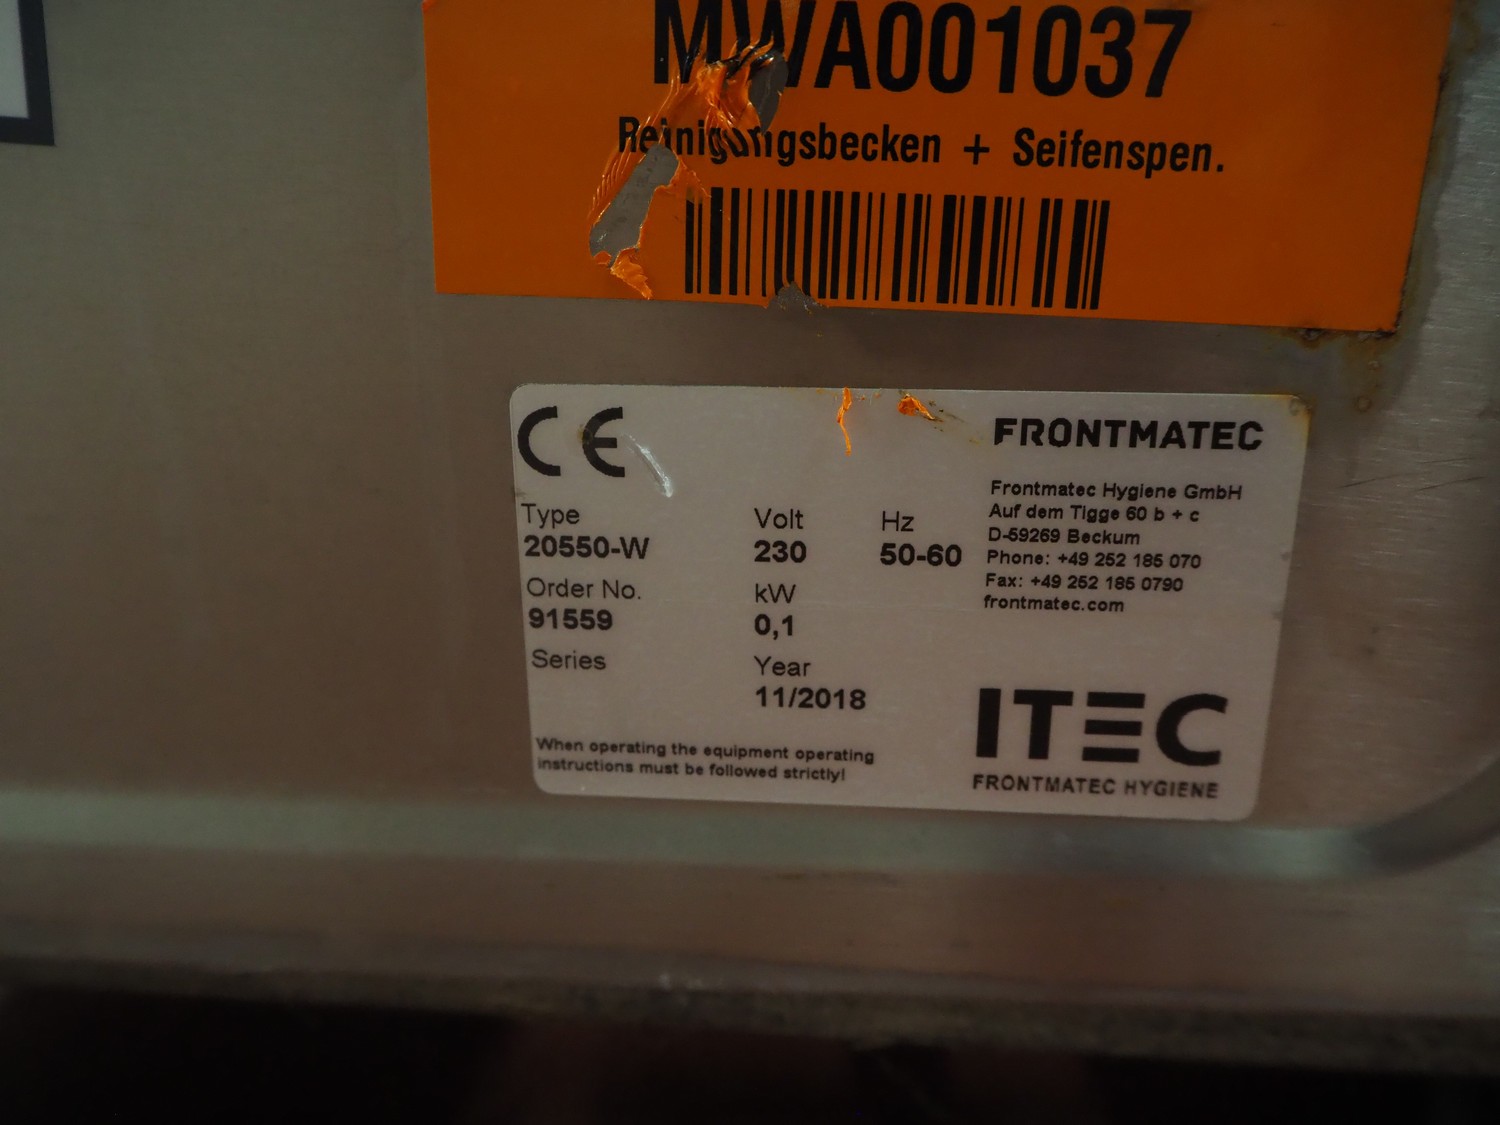 MWA001037
Reinigungsbecken + Seifenspen.
CE
FRONTMATEC
Frontmatec Hygiene GmbH
Auf dem Tigge 60 b + c
D-59269 Beckum
Phone: +49 252 185 070
Fax: +49 252 185 0790
frontmatec.com
Type
20550-W
Volt
230
Hz
50-60
Order No.
91559
kW
0,1
Series
Year
11/2018
When operating the equipment operating
instructions must be followed strictly!
ITEC
FRONTMATEC HYGIENE